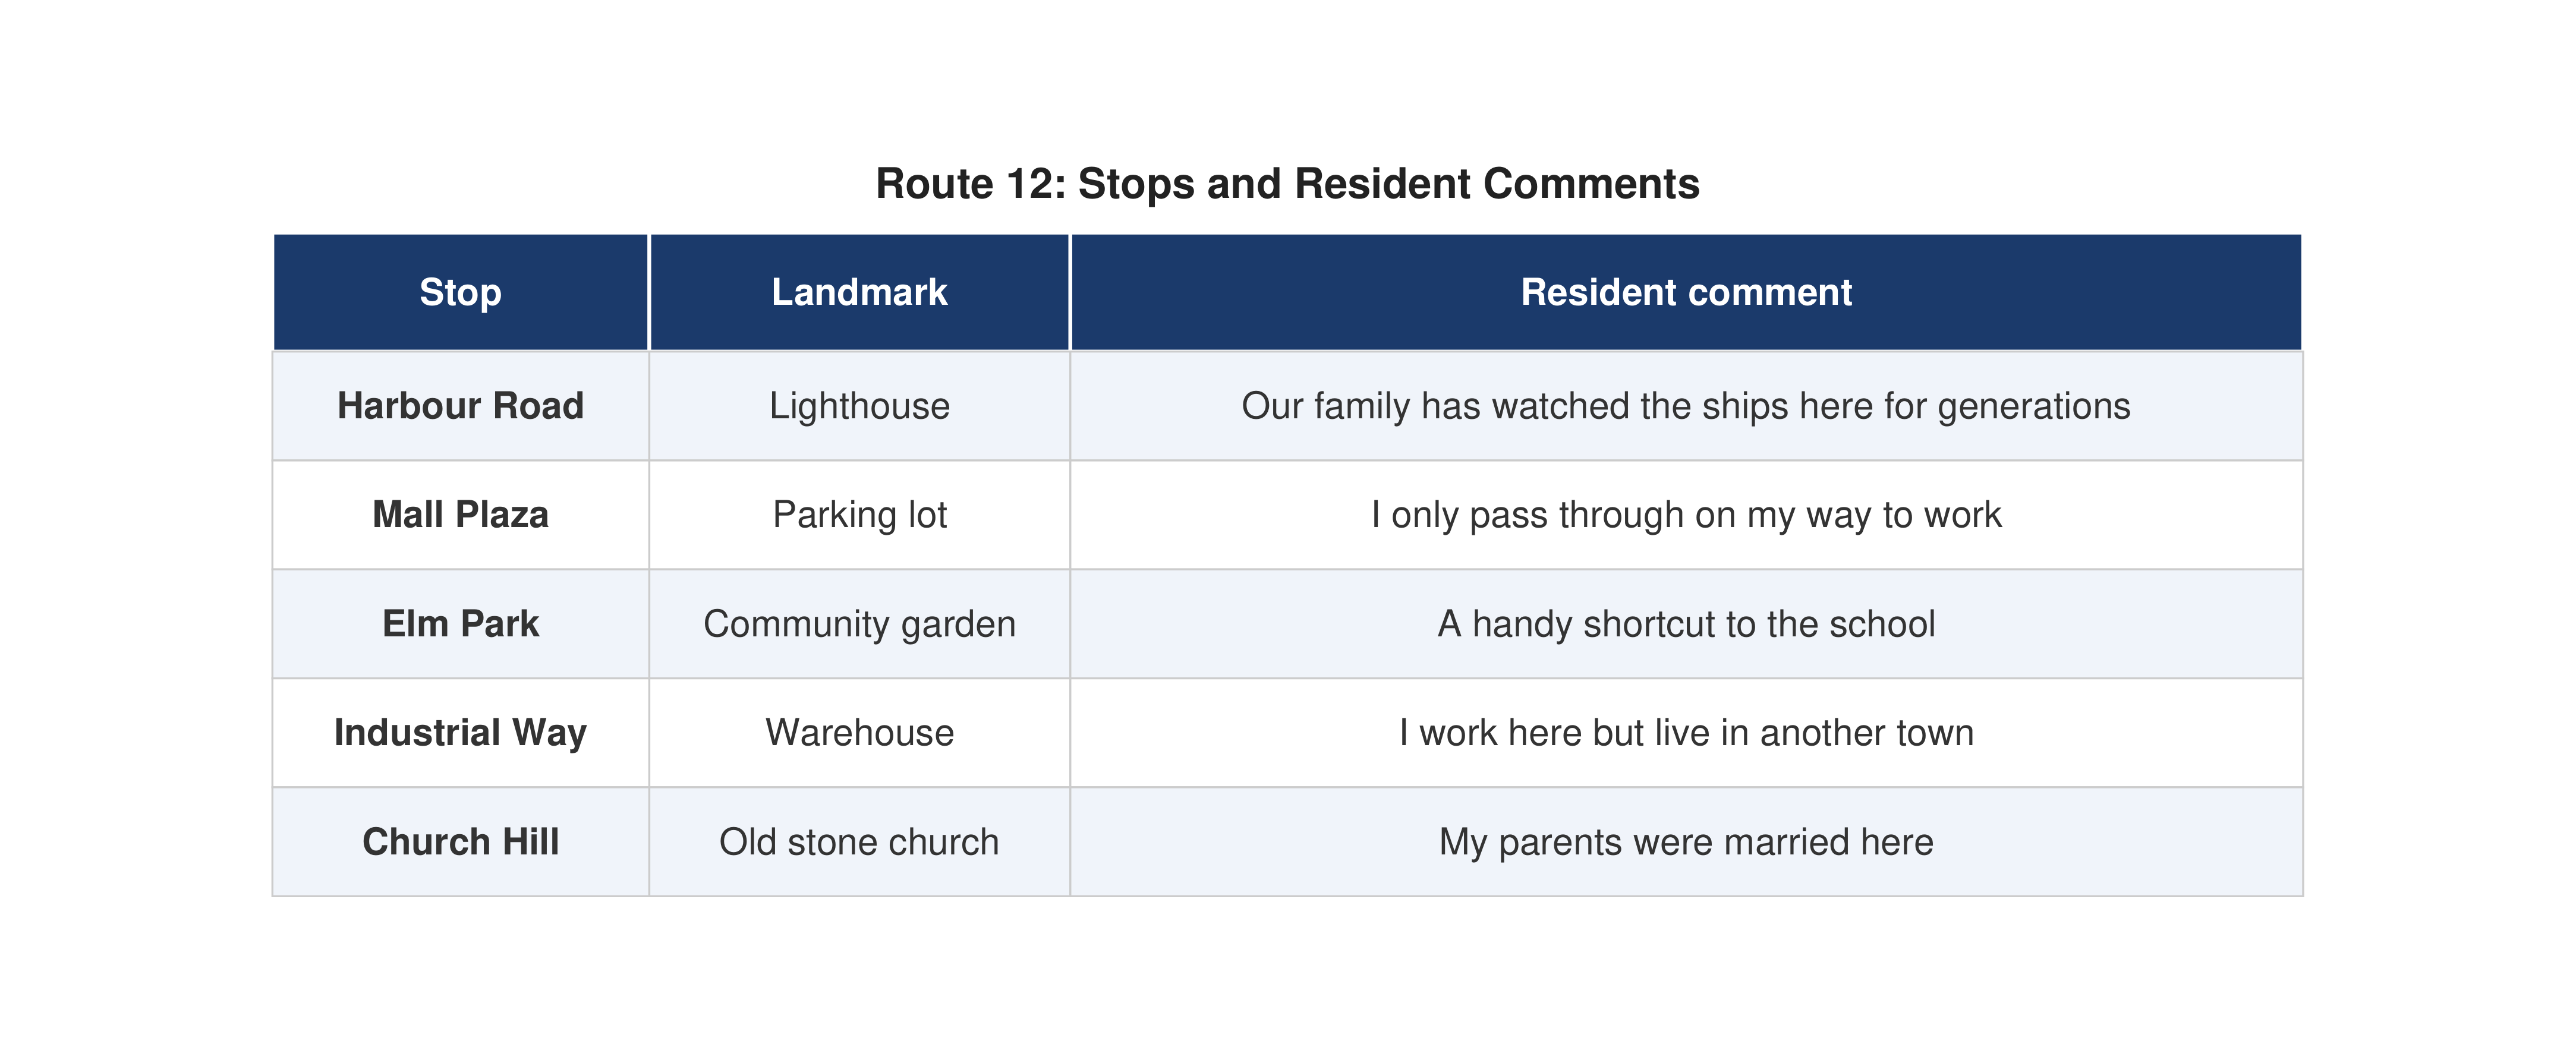 Route 12: Stops and Resident Comments
Stop Landmark Resident comment
Harbour Road Lighthouse Our family has watched the ships here for generations
Mall Plaza Parking lot I only pass through on my way to work
Elm Park Community garden A handy shortcut to the school
Industrial Way Warehouse I work here but live in another town
Church Hill Old stone church My parents were married here